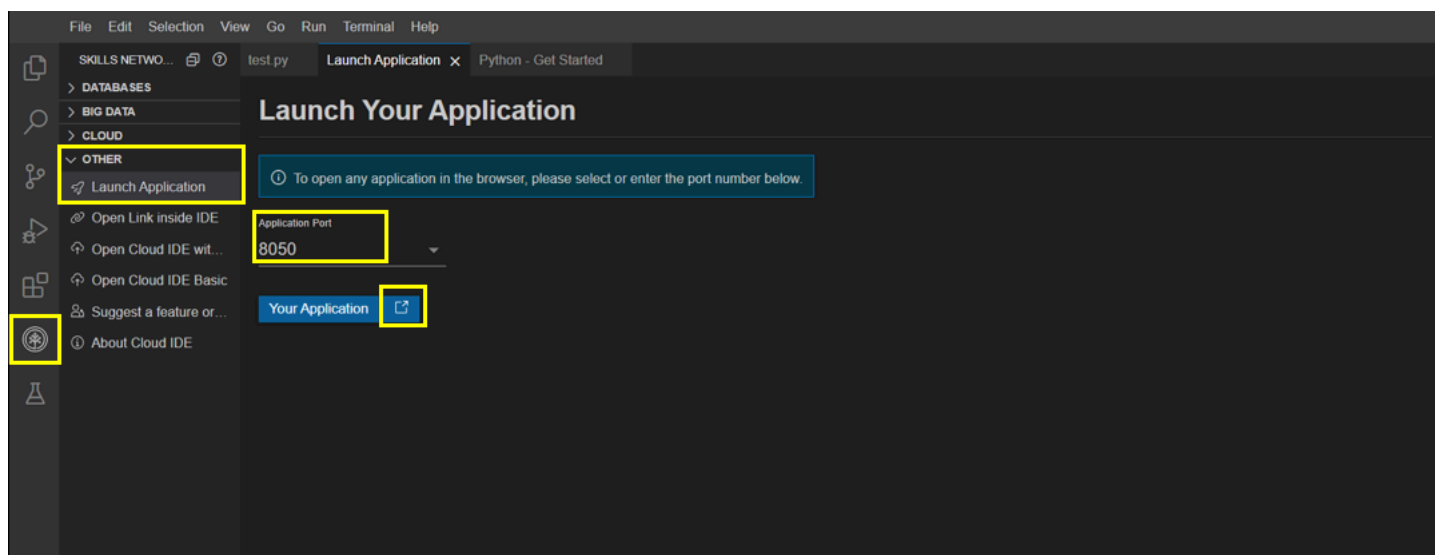 File Edit Selection View Go Run Terminal Help
SKILLS NETWO...
test.py Launch Application Python - Get Started
DATABASES
BIG DATA
CLOUD
OTHER
Launch Application
Open Link inside IDE
Open Cloud IDE wit...
Open Cloud IDE Basic
Suggest a feature or...
About Cloud IDE
Launch Your Application
To open any application in the browser, please select or enter the port number below.
Application Port
8050
Your Application